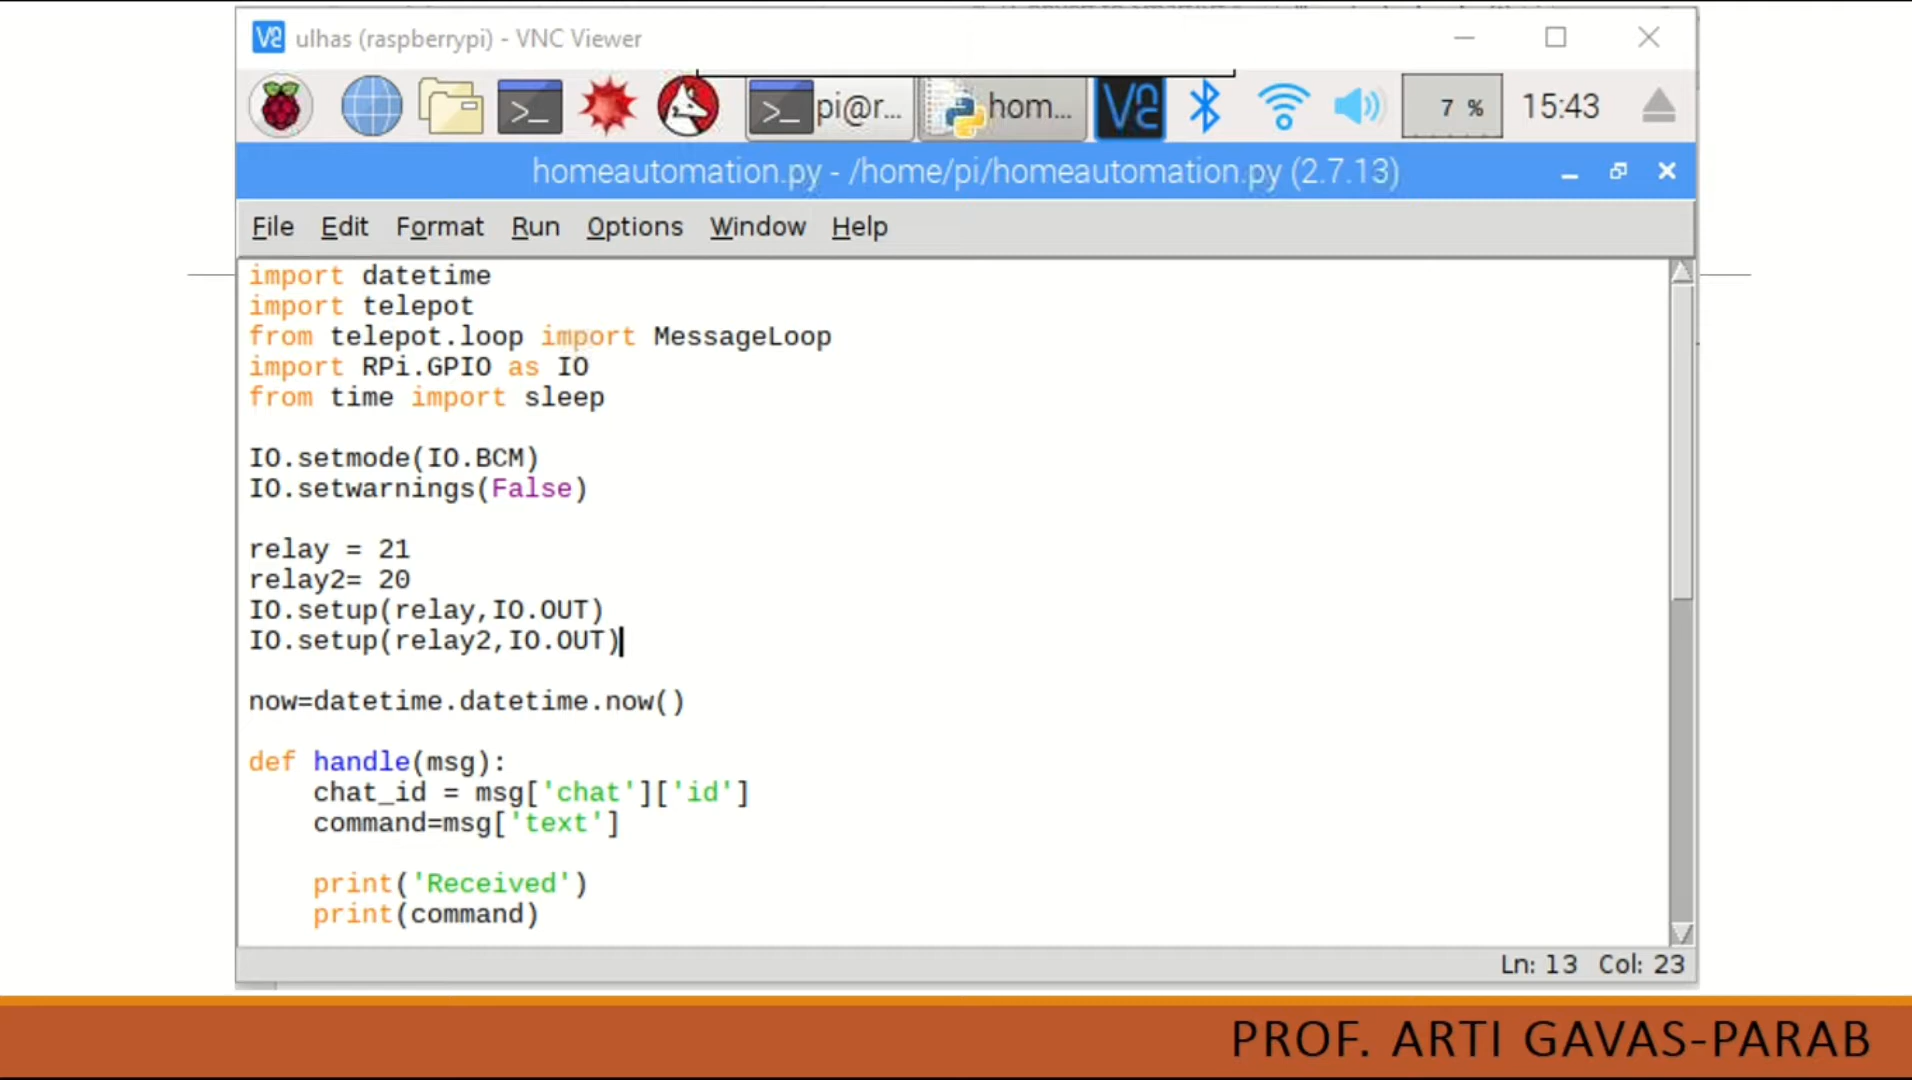 ulhas (raspberrypi) - VNC Viewer
pi@r... hom... 7 % 15:43
homeautomation.py - /home/pi/homeautomation.py (2.7.13)
File Edit Format Run Options Window Help
import datetime
import telepot
from telepot.loop import MessageLoop
import RPi.GPIO as IO
from time import sleep
IO.setmode(IO.BCM)
IO.setwarnings(False)
relay = 21
relay2= 20
IO.setup(relay,IO.OUT)
IO.setup(relay2,IO.OUT)
now=datetime.datetime.now()
def handle(msg):
    chat_id = msg['chat']['id']
    command=msg['text']
    print('Received')
    print(command)
Ln: 13 Col: 23
PROF. ARTI GAVAS-PARAB